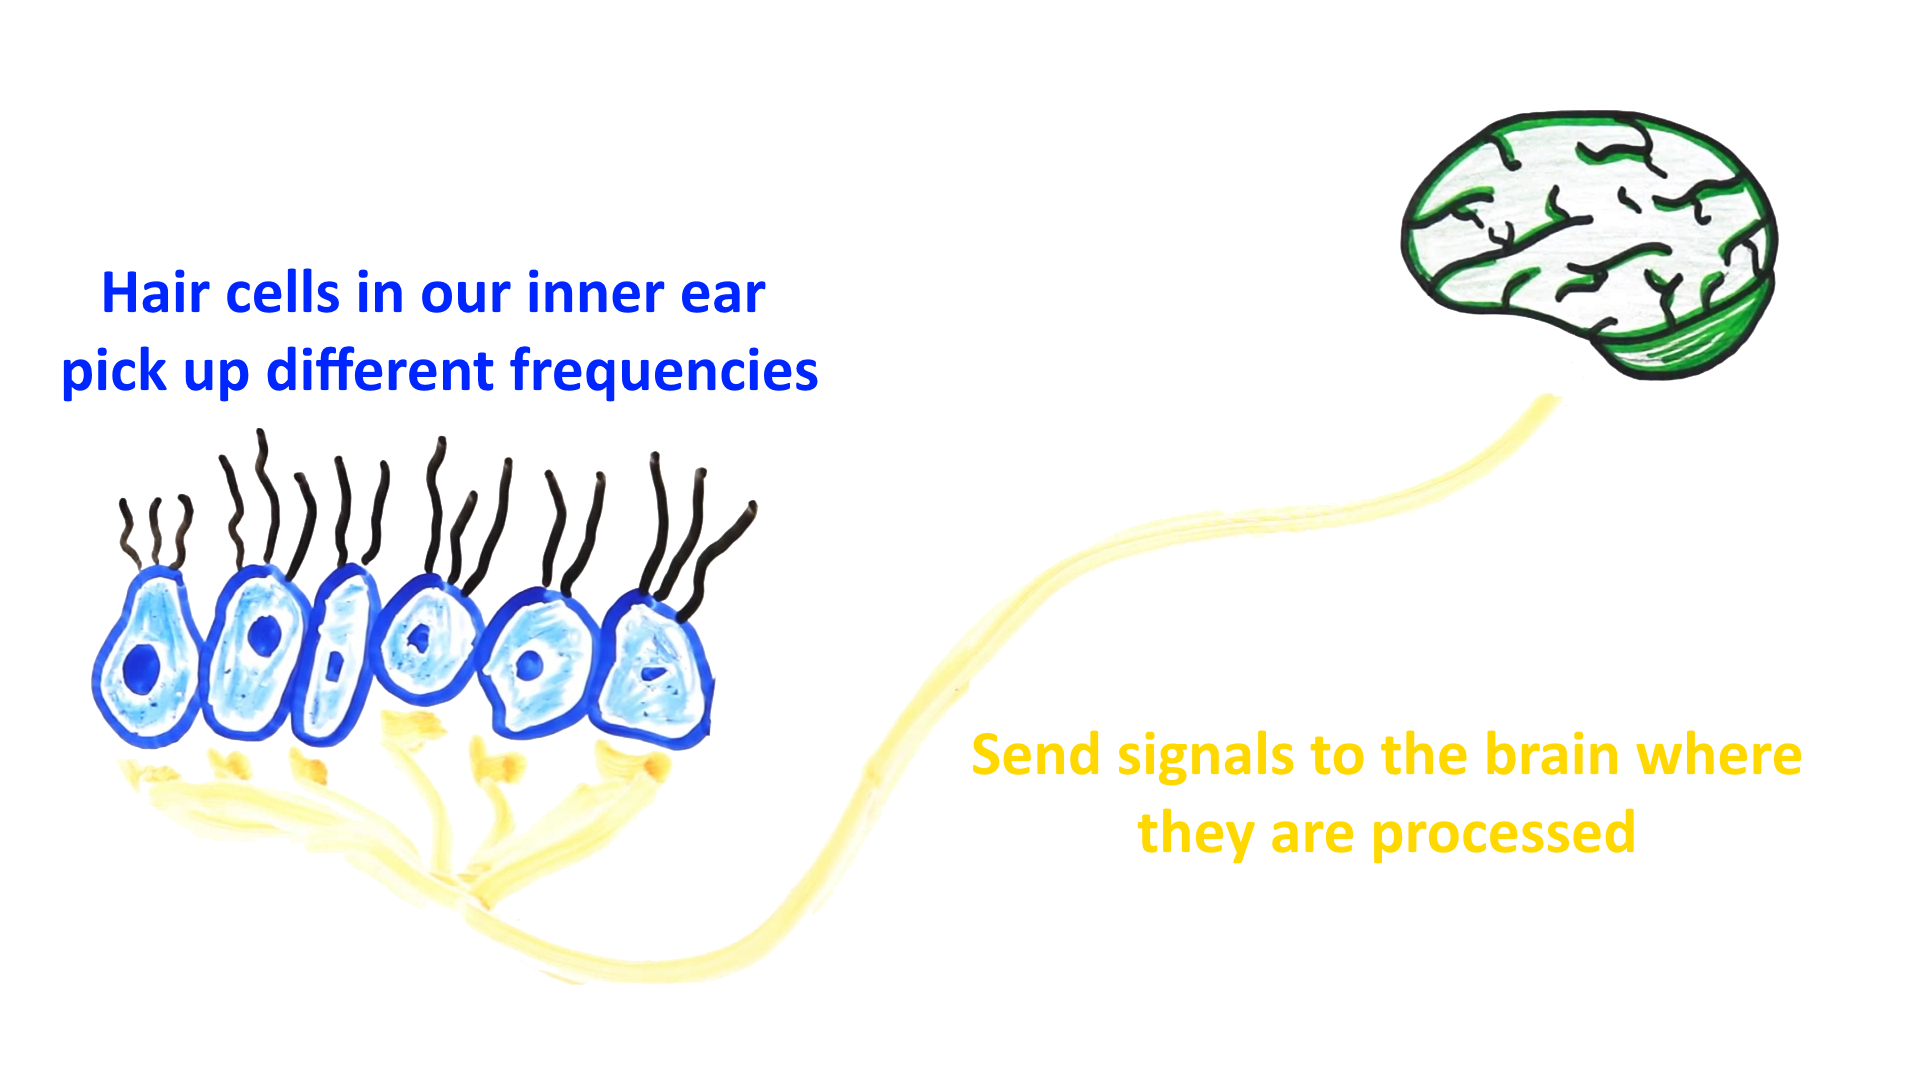 Hair cells in our inner ear
pick up different frequencies
Send signals to the brain where
they are processed